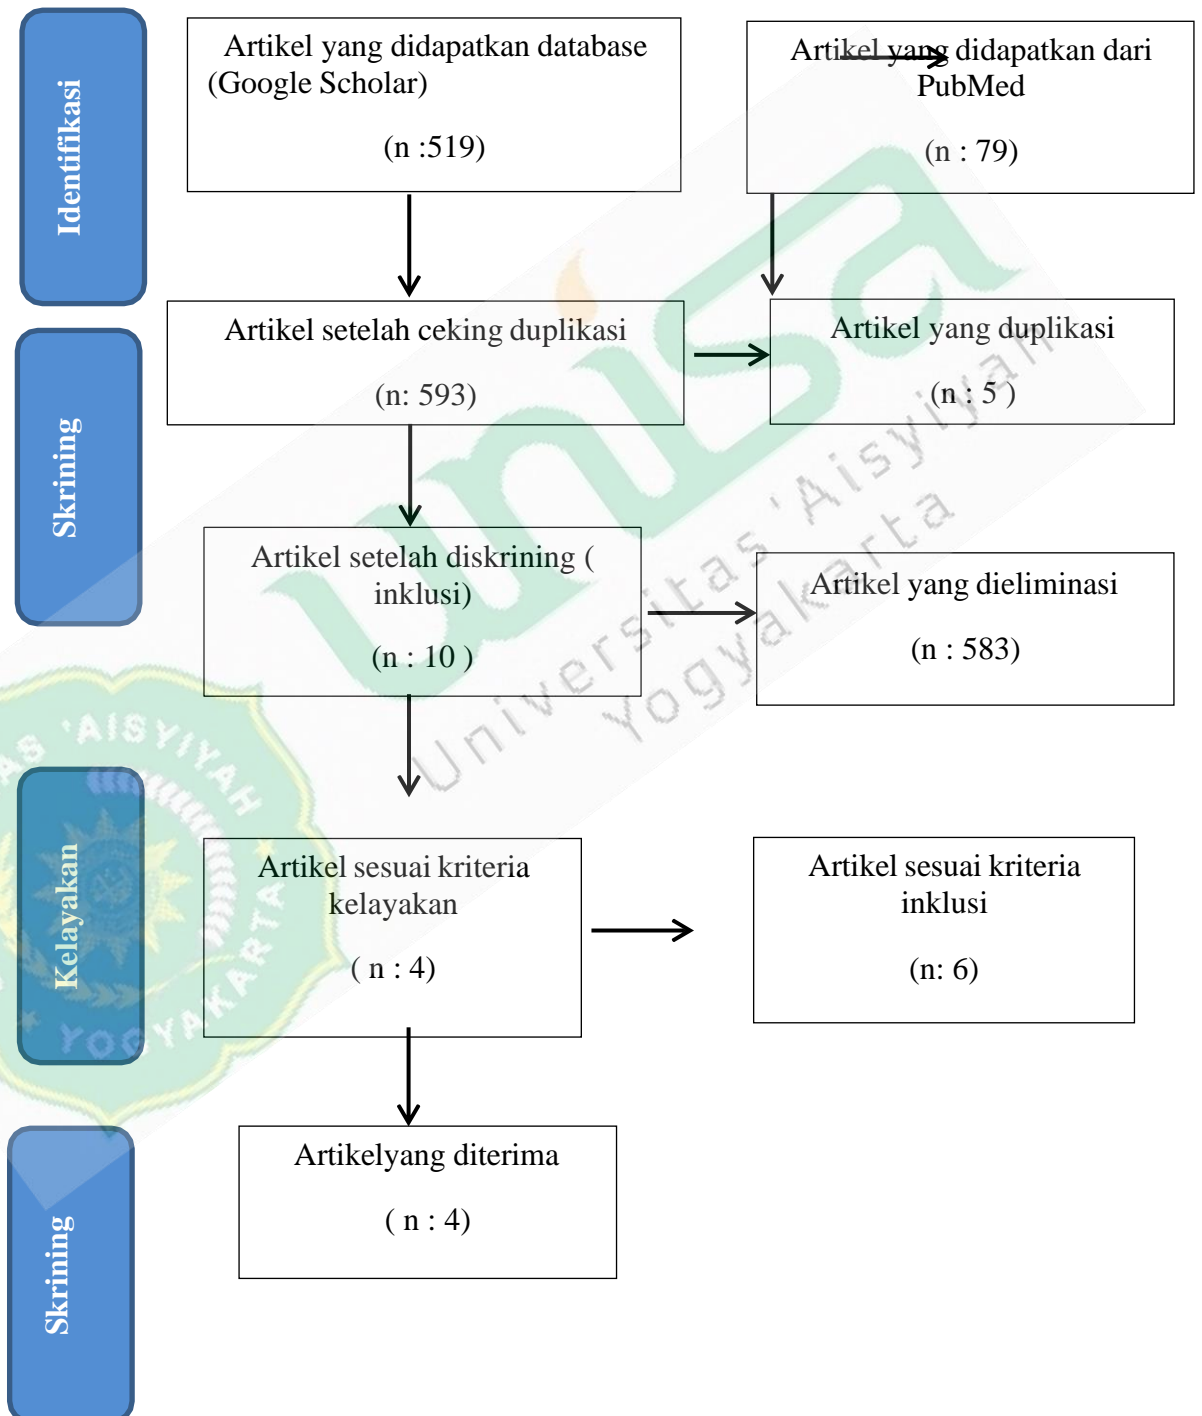 Identifikasi
Artikel yang didapatkan database
(Google Scholar)
(n :519)
Artikel yang didapatkan dari
PubMed
(n : 79)
Skrining
Artikel setelah ceking duplikasi
(n: 593)
Artikel yang duplikasi
(n : 5 )
Artikel setelah diskrining (
inklusi)
(n : 10 )
Artikel yang dieliminasi
(n : 583)
Kelayakan
Artikel sesuai kriteria
kelayakan
( n : 4)
Artikel sesuai kriteria
inklusi
(n: 6)
Skrining
Artikelyang diterima
( n : 4)
unisa
Universitas 'Aisyiyah
Yogyakarta
AS 'AISYIYAH
YOGYAKARTA